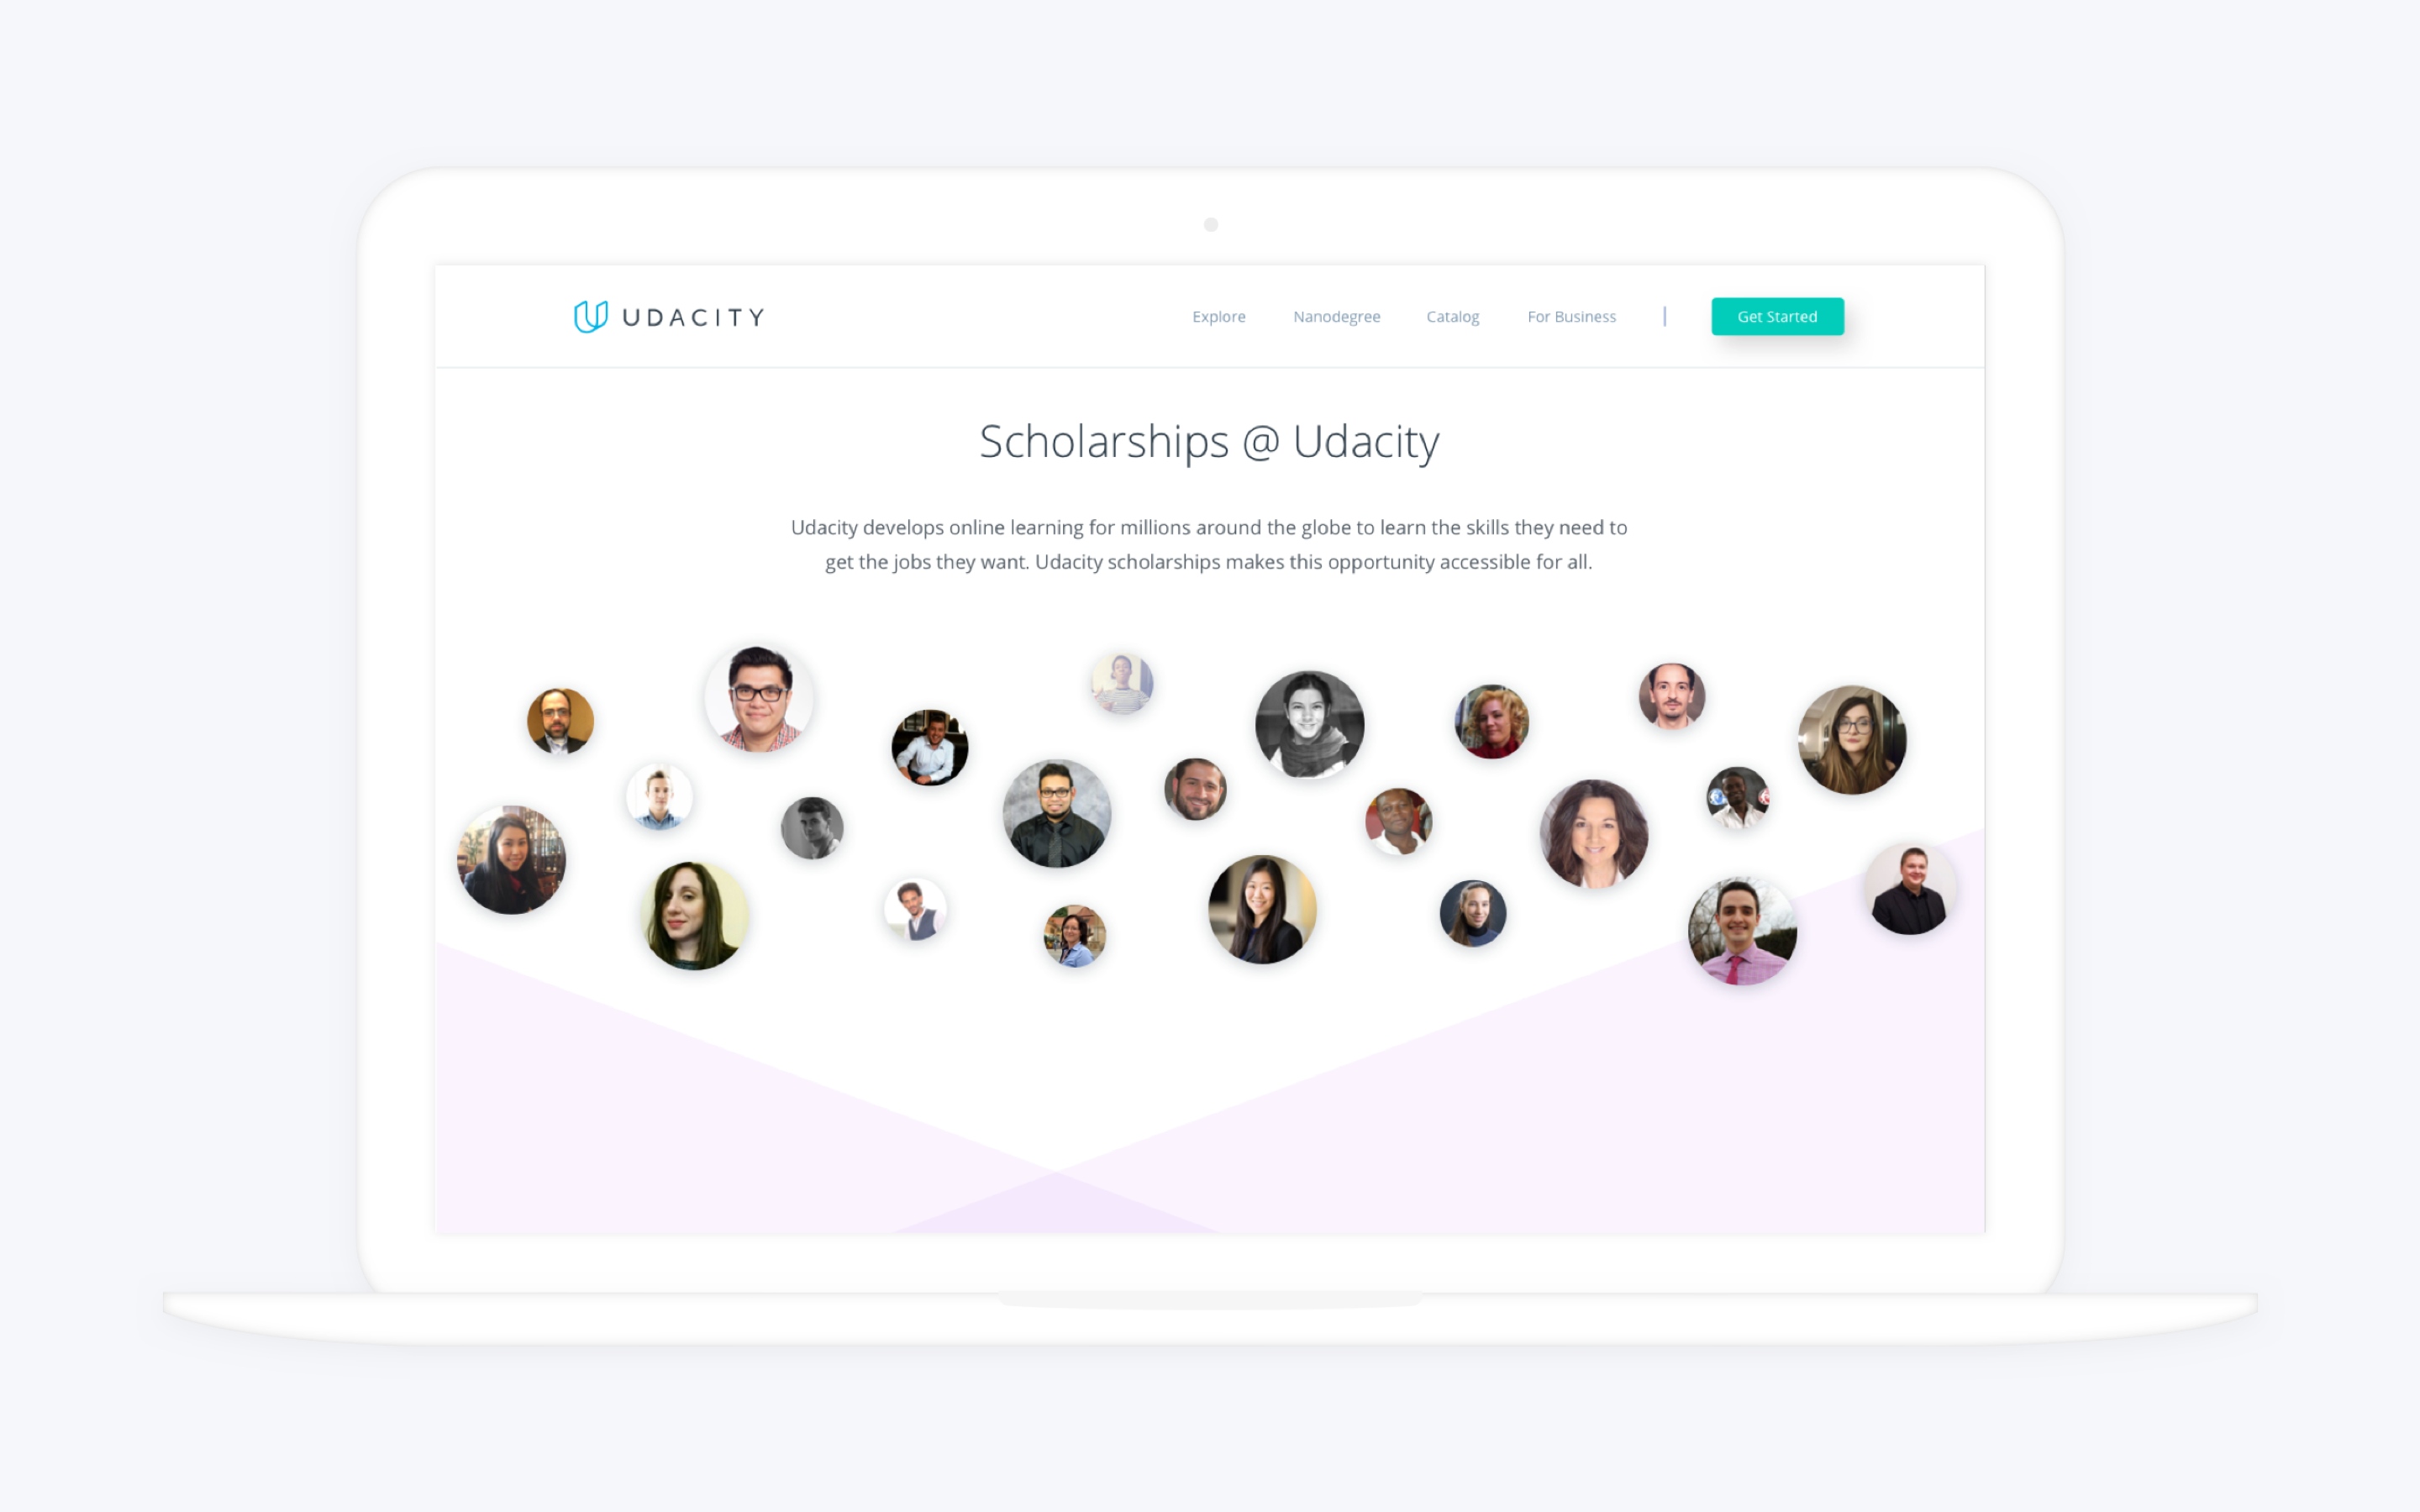 UDACITY
Explore Nanodegree Catalog For Business | Get Started
Scholarships @ Udacity
Udacity develops online learning for millions around the globe to learn the skills they need to
get the jobs they want. Udacity scholarships makes this opportunity accessible for all.